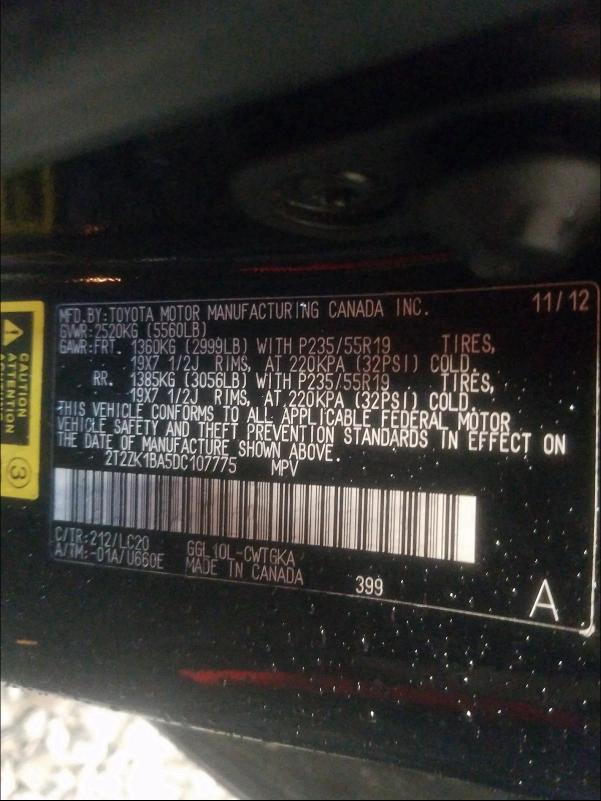 MFD.BY:TOYOTA MOTOR MANUFACTURING CANADA INC. 11/12
GVWR:2520KG (5560LB)
GAWR:FRT. 1360KG (2999LB) WITH P235/55R19 TIRES,
19X7 1/2J RIMS, AT 220KPA (32PSI) COLD.
RR. 1385KG (3056LB) WITH P235/55R19 TIRES,
19X7 1/2J RIMS, AT 220KPA (32PSI) COLD.
THIS VEHICLE CONFORMS TO ALL APPLICABLE FEDERAL MOTOR
VEHICLE SAFETY AND THEFT PREVENTION STANDARDS IN EFFECT ON
THE DATE OF MANUFACTURE SHOWN ABOVE.
2T2ZK1BA5DC107775 MPV
C/TR:212/LC20
A/TM:-01A/U660E
GGL10L-CWTGKA
MADE IN CANADA
399
A
CAUTION
ATTENTION
3